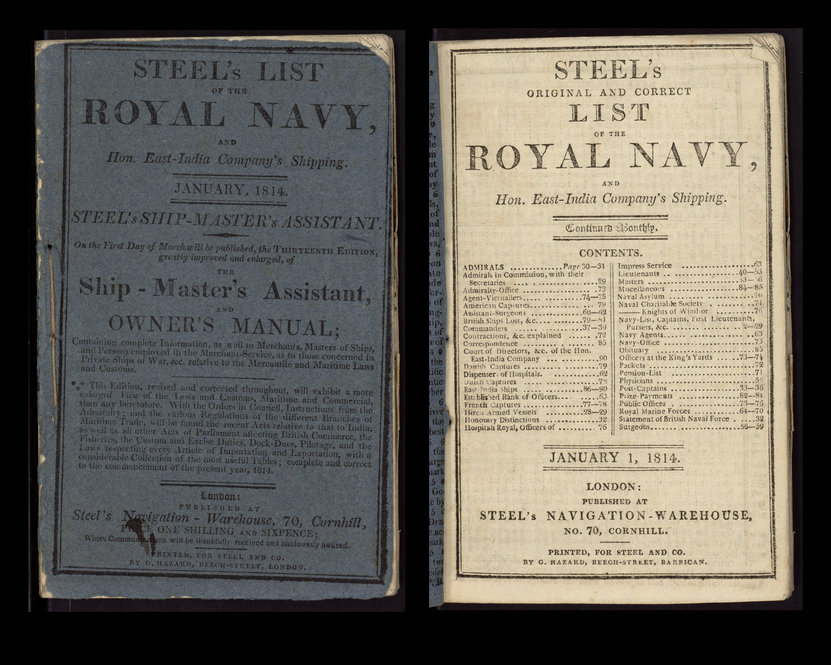 STEEL's LIST
OF THE
ROYAL NAVY,
AND
Hon. East-India Company's Shipping.
JANUARY, 1814.
STEEL's SHIP-MASTER's ASSISTANT.
On the First Day of March will be published, the THIRTEENTH EDITION,
greatly improved and enlarged, of
THE
Ship - Master's Assistant,
AND
OWNER'S MANUAL;
Containing complete Information, as well to Merchants, Masters of Ships,
and Persons employed in the Merchant-Service, as to those concerned in
Private Ships of War, &c. relative to the Mercantile and Maritime Laws
and Customs.
*** This Edition, revised and corrected throughout, will exhibit a more
enlarged View of the Laws and Customs, Maritime and Commercial,
than any heretofore. With the Orders in Council, Instructions from the
Admiralty; and the various Regulations of the different Branches of
Maritime Trade, will be found the recent Acts relative to that to India,
as well as all other Acts of Parliament affecting British Commerce, the
Fisheries, the Custom and Excise Duties, Dock-Dues, Pilotage, and the
Laws respecting every Article of Importation and Exportation, with a
considerable Collection of the most useful Tables; complete and correct
to the commencement of the present year, 1814.
London:
PUBLISHED AT
Steel's Navigation - Warehouse, 70, Cornhill,
PRICE ONE SHILLING AND SIXPENCE;
Where Communications will be thankfully received and assiduously noticed.
PRINTED, FOR STEEL AND CO.
BY G. HAZARD, BEECH-STREET, LONDON.
STEEL's
ORIGINAL AND CORRECT
LIST
OF THE
ROYAL NAVY,
AND
Hon. East-India Company's Shipping.
Continued Monthly.
CONTENTS.
ADMIRALS ............ Page 30—31
Admirals in Commission, with their
Secretaries .................. 29
Admiralty-Office ............. 72
Agent-Victuallers ......... 74—75
American Captures ............ 79
Assistant-Surgeons ........ 60—62
British Ships Lost, &c. ...... 79—81
Commanders ................ 37—39
Contractions, &c. explained .. 72
Correspondence ............... 85
Court of Directors, &c. of the Hon.
East-India Company ........... 90
Danish Captures .............. 79
Dispensers of Hospitals ...... 62
Dutch Captures ............... 78
East-India Ships .......... 86—90
Established Rank of Officers .. 63
French Captures ........... 77—78
Hired Armed Vessels ....... 28—29
Honorary Distinctions ........ 32
Hospitals Royal, Officers of .. 76
Impress Service .............. 63
Lieutenants ............... 40—53
Masters
Miscellaneous ............. 84—85
Naval Asylum ................. 76
Naval Charitable Society ..... 74
—— Knights of Windsor ........ 76
Navy-List, Captains, First Lieutenants,
Pursers, &c. .............. 2—29
Navy Agents .................. 63
Navy-Office .................. 73
Obituary
Officers at the King's Yards .. 73—74
Packets ...................... 72
Pension-List ................. 71
Physicians
Post-Captains ............. 33—36
Prize-Payments ............ 82—84
Public Offices ............ 73—75
Royal Marine Forces ....... 64—70
Statement of British Naval Force .. 32
Surgeons .................. 56—59
JANUARY 1, 1814.
LONDON:
PUBLISHED AT
STEEL's NAVIGATION-WAREHOUSE,
NO. 70, CORNHILL.
PRINTED, FOR STEEL AND CO.
BY G. HAZARD, BEECH-STREET, BARBICAN.